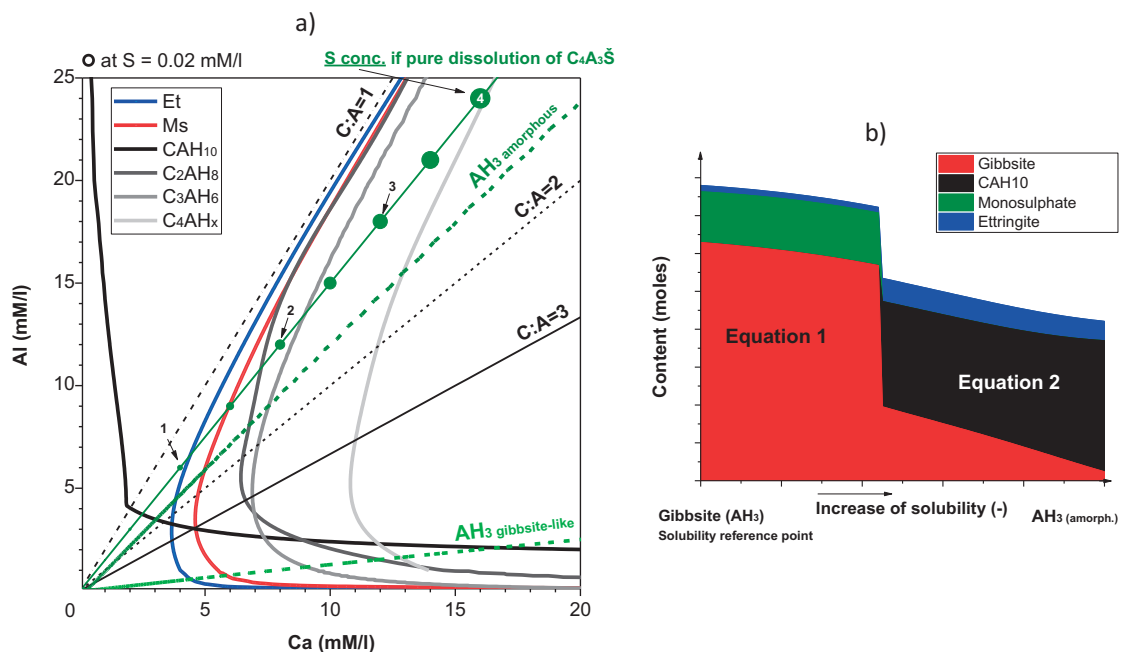 a)
o at S = 0.02 mM/l
S conc. if pure dissolution of C₄A₃Š
25
20
15
10
5
0
5
10
15
20
Al (mM/l)
Ca (mM/l)
Et
Ms
CAH₁₀
C₂AH₈
C₃AH₆
C₄AHₓ
C:A=1
4
AH₃ amorphous
3
C:A=2
2
C:A=3
1
AH₃ gibbsite-like
b)
Gibbsite
CAH10
Monosulphate
Ettringite
Content (moles)
Equation 1
Equation 2
Increase of solubility (-)
Gibbsite (AH₃)
Solubility reference point
AH₃ (amorph.)